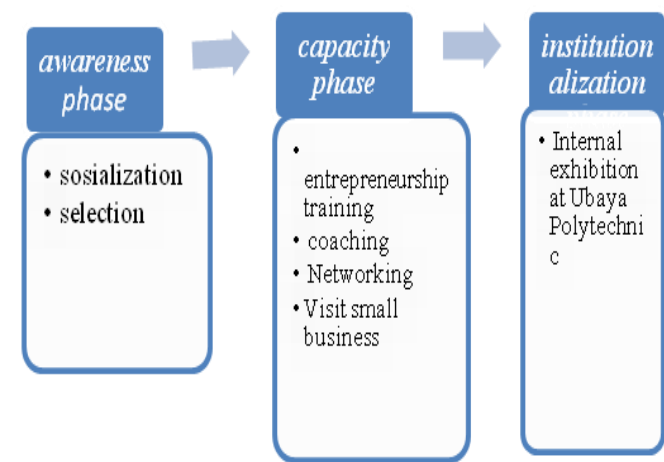 awareness
phase
• sosialization
• selection
capacity
phase
•
entrepreneurship
training
• coaching
• Networking
• Visit small
business
institution
alization
• Internal
exhibition
at Ubaya
Polytechni
c